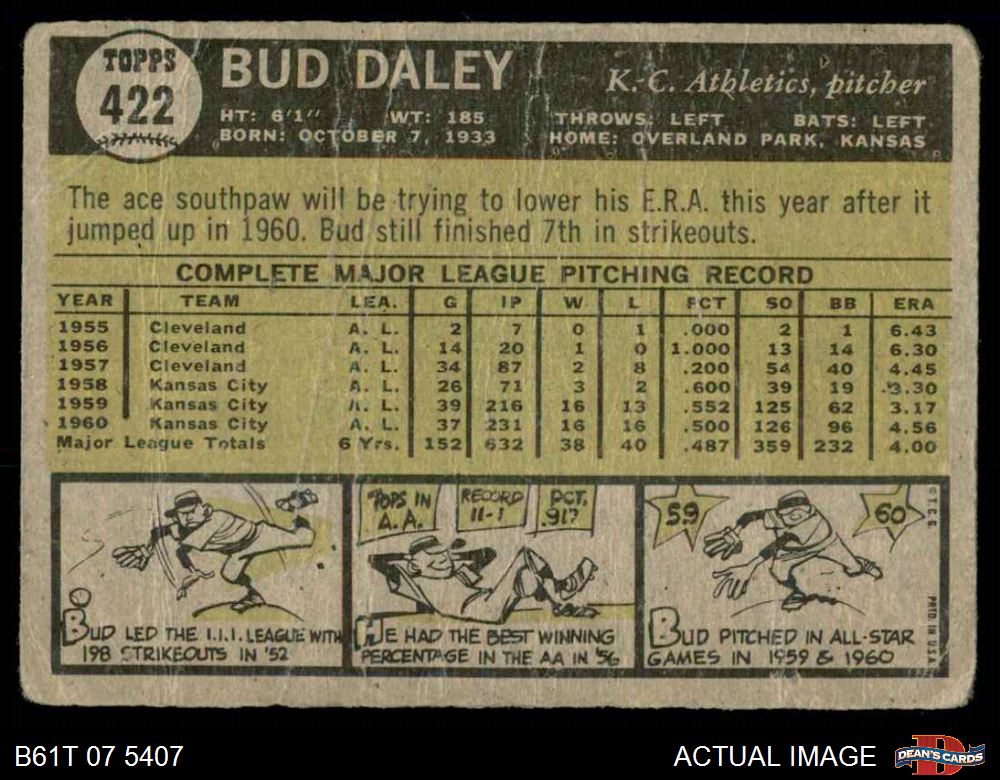 TOPPS
422
BUD DALEY
K.-C. Athletics, pitcher
HT: 6'1" WT: 185 THROWS: LEFT BATS: LEFT
BORN: OCTOBER 7, 1933 HOME: OVERLAND PARK, KANSAS
The ace southpaw will be trying to lower his E.R.A. this year after it
jumped up in 1960. Bud still finished 7th in strikeouts.
COMPLETE MAJOR LEAGUE PITCHING RECORD
YEAR TEAM LEA. G IP W L PCT SO BB ERA
1955 Cleveland A. L. 2 7 0 1 .000 2 1 6.43
1956 Cleveland A. L. 14 20 1 0 1.000 13 14 6.30
1957 Cleveland A. L. 34 87 2 8 .200 54 40 4.45
1958 Kansas City A. L. 26 71 3 2 .600 39 19 3.30
1959 Kansas City A. L. 39 216 16 13 .552 125 62 3.17
1960 Kansas City A. L. 37 231 16 16 .500 126 96 4.56
Major League Totals 6 Yrs. 152 632 38 40 .487 359 232 4.00
BUD LED THE I.I.I. LEAGUE WITH
198 STRIKEOUTS IN '52
TOPS IN
A.A.
RECORD
11-1
PCT.
.917
HE HAD THE BEST WINNING
PERCENTAGE IN THE AA IN '56
59
60
BUD PITCHED IN ALL-STAR
GAMES IN 1959 & 1960
© T.C.G.
PRTD. IN U.S.A.
B61T 07 5407
ACTUAL IMAGE
DEAN'S CARDS